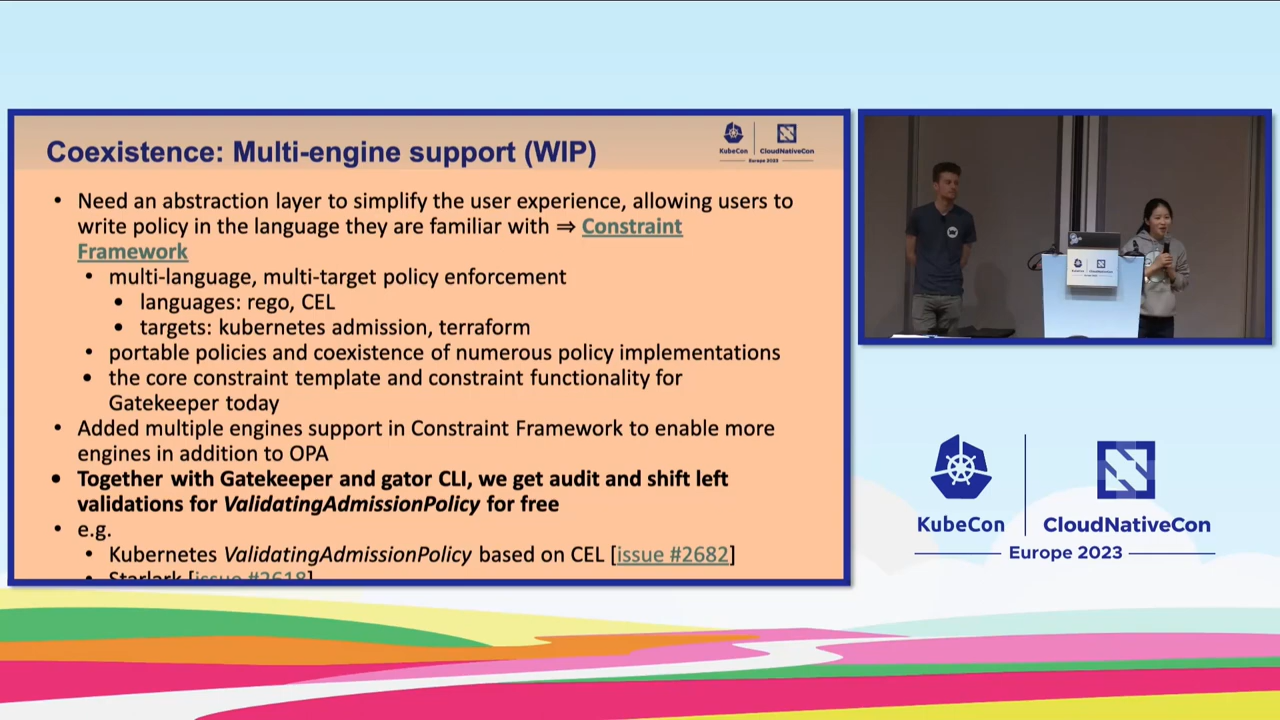 Coexistence: Multi-engine support (WIP)
KubeCon
CloudNativeCon
Europe 2023
• Need an abstraction layer to simplify the user experience, allowing users to
write policy in the language they are familiar with ⇒ Constraint
Framework
• multi-language, multi-target policy enforcement
• languages: rego, CEL
• targets: kubernetes admission, terraform
• portable policies and coexistence of numerous policy implementations
• the core constraint template and constraint functionality for
Gatekeeper today
• Added multiple engines support in Constraint Framework to enable more
engines in addition to OPA
• Together with Gatekeeper and gator CLI, we get audit and shift left
validations for ValidatingAdmissionPolicy for free
• e.g.
• Kubernetes ValidatingAdmissionPolicy based on CEL [issue #2682]
• Starlark [issue #2618]
KubeCon
CloudNativeCon
Europe 2023